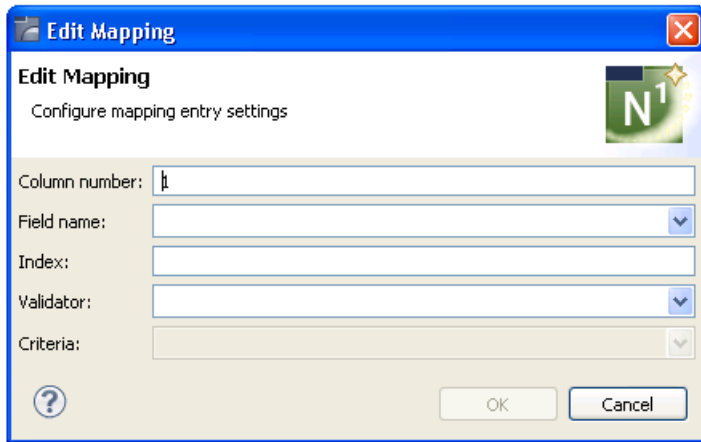 Edit Mapping
Edit Mapping
Configure mapping entry settings
N1
Column number: 1
Field name:
Index:
Validator:
Criteria:
?
OK Cancel